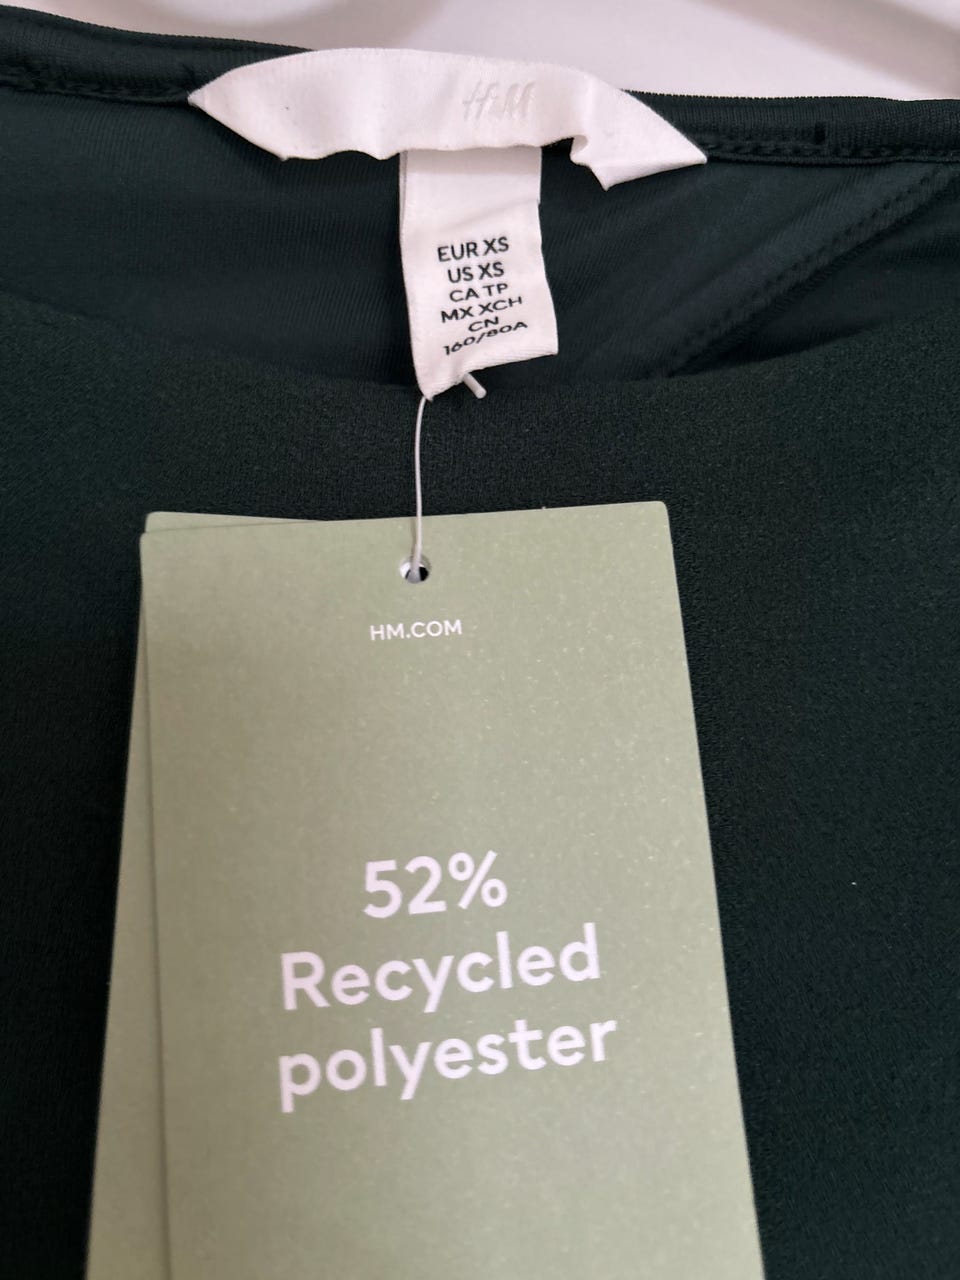 H&M
EUR XS
US XS
CA TP
MX XCH
CN
160/80A
HM.COM
52%
Recycled
polyester